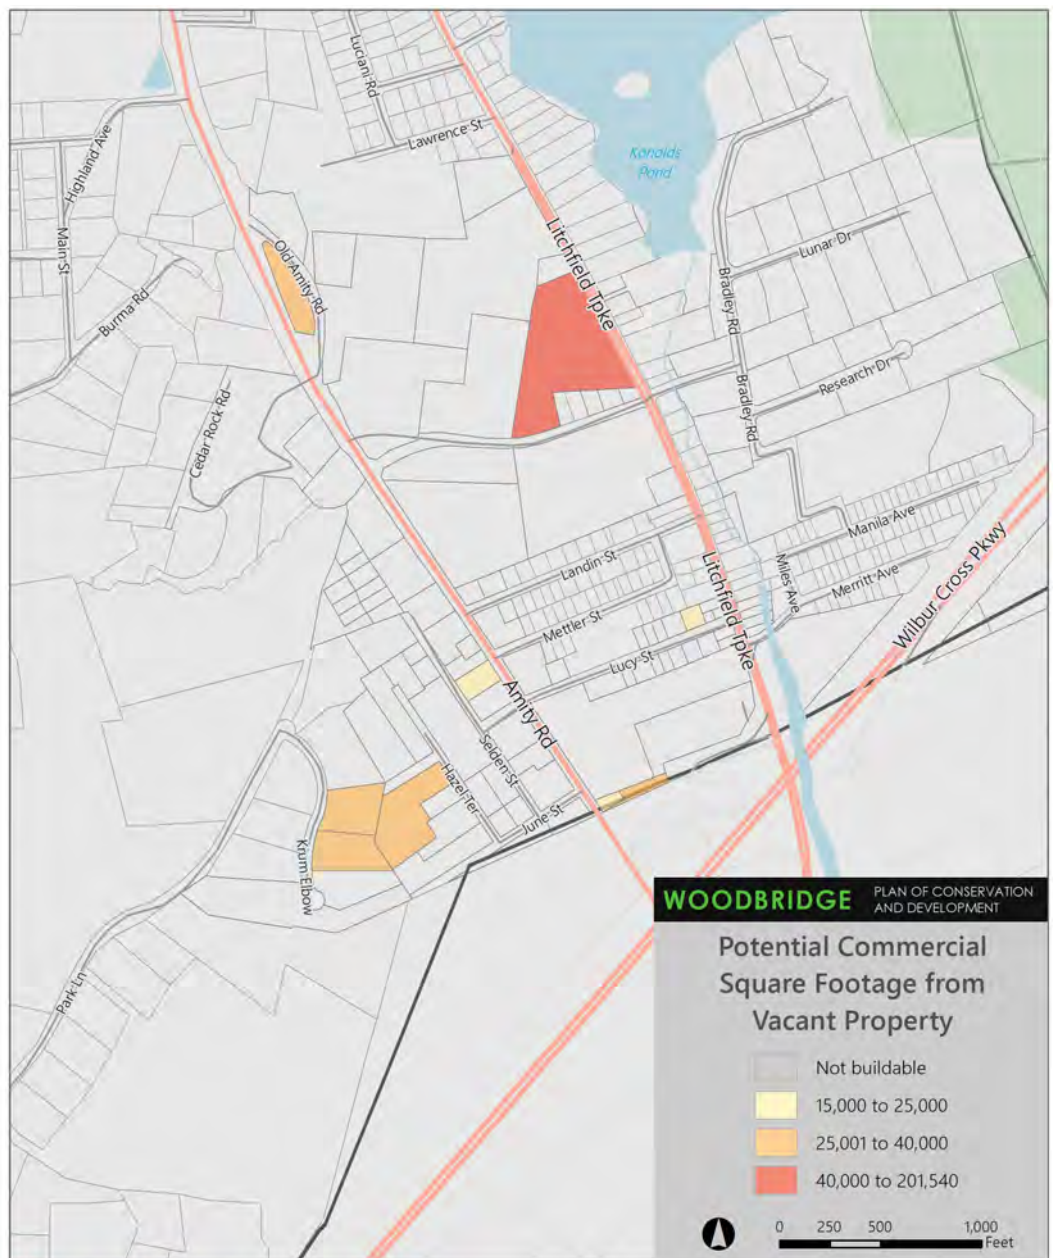 Luciani Rd
Lawrence St
Highland Ave
Main St
Konolds
Pond
Litchfield Tpke
Lunar Dr
Old Amity Rd
Burma Rd
Bradley Rd
Research Dr
Bradley Rd
Cedar Rock Rd
Manila Ave
Landin St
Litchfield Tpke
Miles Ave
Merritt Ave
Wilbur Cross Pkwy
Mettler St
Lucy St
Amity Rd
Selden St
Hazel Ter
June St
Krum Elbow
Park Ln
WOODBRIDGE
PLAN OF CONSERVATION
AND DEVELOPMENT
Potential Commercial
Square Footage from
Vacant Property
Not buildable
15,000 to 25,000
25,001 to 40,000
40,000 to 201,540
0 250 500 1,000
Feet